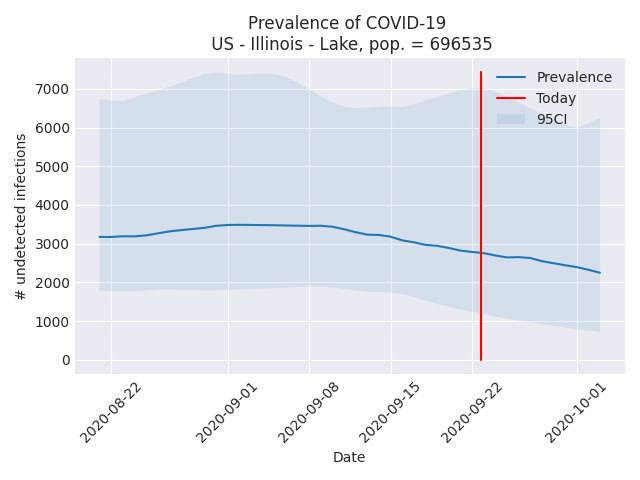 Prevalence of COVID-19
US - Illinois - Lake, pop. = 696535
Prevalence
Today
95CI
# undetected infections
7000
6000
5000
4000
3000
2000
1000
0
2020-08-22
2020-09-01
2020-09-08
2020-09-15
2020-09-22
2020-10-01
Date